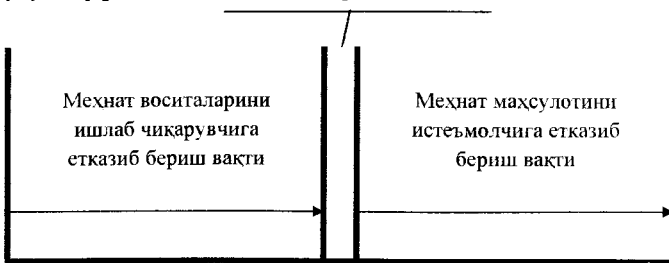 Меҳнат воситаларини
ишлаб чиқарувчига
етказиб бериш вақти
Меҳнат маҳсулотини
истеъмолчига етказиб
бериш вақти